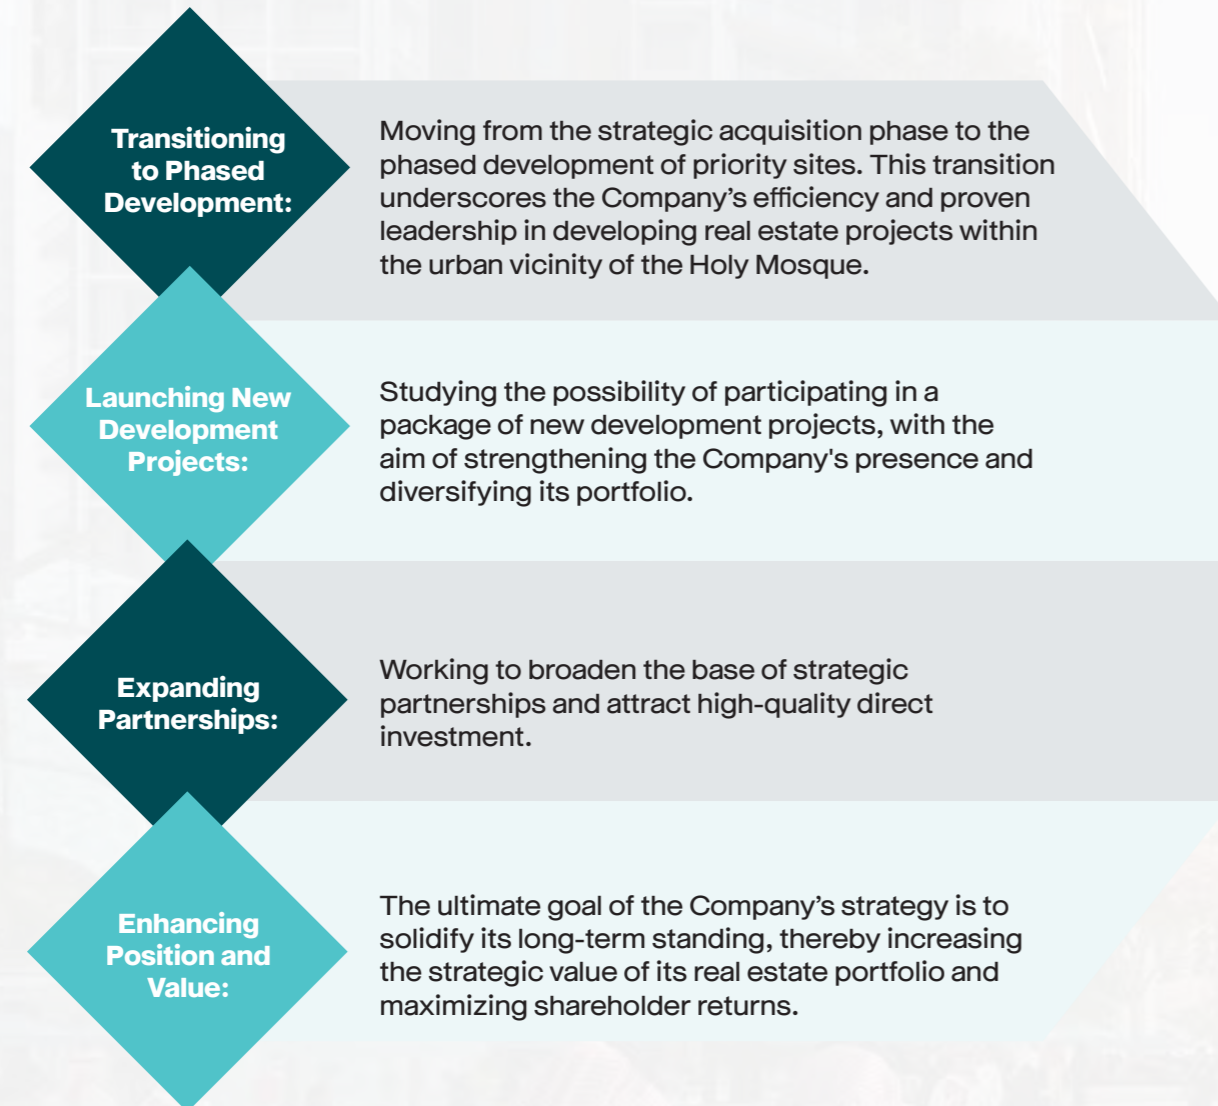 Transitioning
to Phased
Development:
Moving from the strategic acquisition phase to the
phased development of priority sites. This transition
underscores the Company’s efficiency and proven
leadership in developing real estate projects within
the urban vicinity of the Holy Mosque.
Launching New
Development
Projects:
Studying the possibility of participating in a
package of new development projects, with the
aim of strengthening the Company's presence and
diversifying its portfolio.
Expanding
Partnerships:
Working to broaden the base of strategic
partnerships and attract high-quality direct
investment.
Enhancing
Position and
Value:
The ultimate goal of the Company’s strategy is to
solidify its long-term standing, thereby increasing
the strategic value of its real estate portfolio and
maximizing shareholder returns.